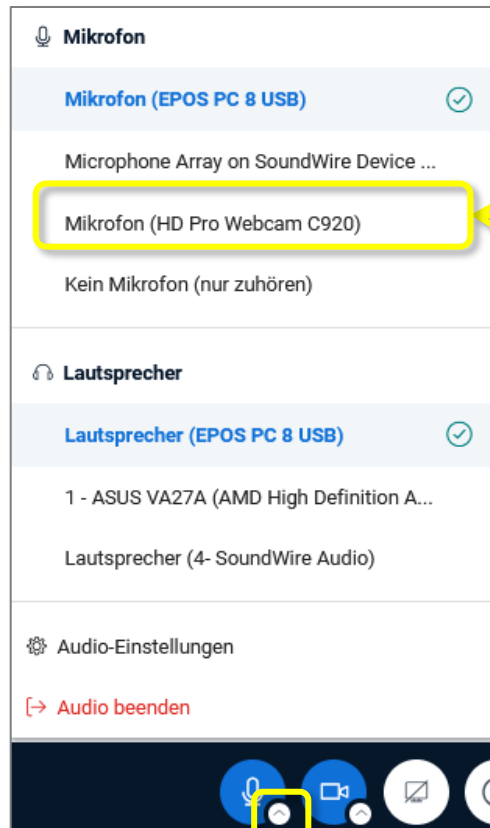 Mikrofon
Mikrofon (EPOS PC 8 USB)
Microphone Array on SoundWire Device ...
Mikrofon (HD Pro Webcam C920)
Kein Mikrofon (nur zuhören)
Lautsprecher
Lautsprecher (EPOS PC 8 USB)
1 - ASUS VA27A (AMD High Definition A...
Lautsprecher (4- SoundWire Audio)
Audio-Einstellungen
Audio beenden